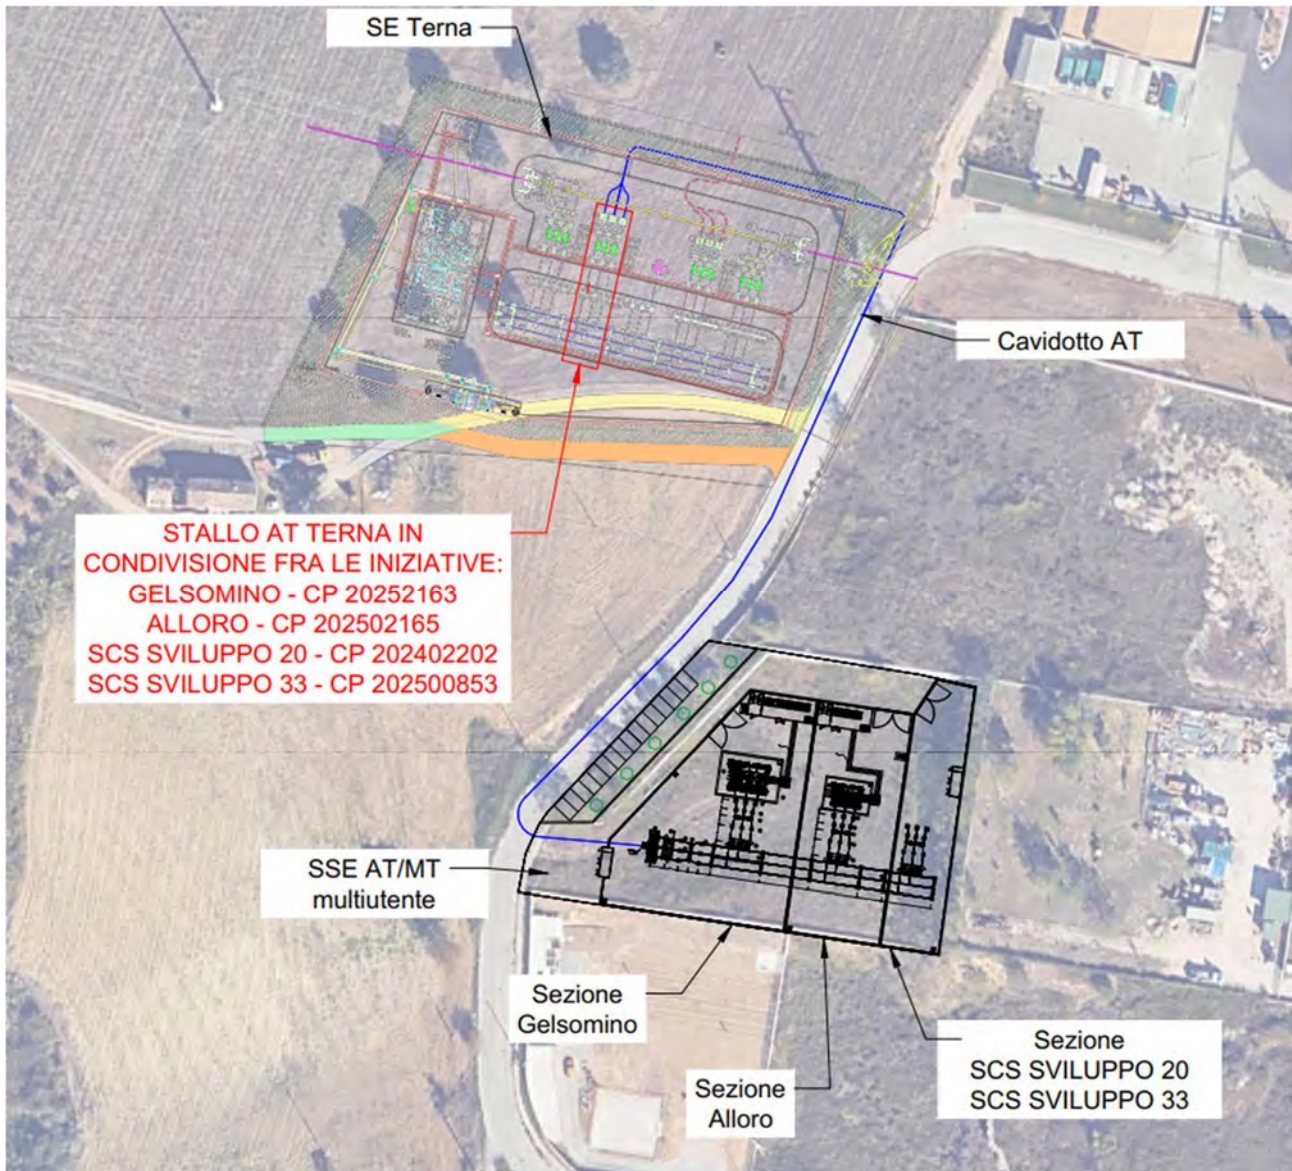 SE Terna
Cavidotto AT
STALLO AT TERNA IN
CONDIVISIONE FRA LE INIZIATIVE:
GELSOMINO - CP 20252163
ALLORO - CP 202502165
SCS SVILUPPO 20 - CP 202402202
SCS SVILUPPO 33 - CP 202500853
SSE AT/MT
multiutente
Sezione
Gelsomino
Sezione
Alloro
Sezione
SCS SVILUPPO 20
SCS SVILUPPO 33